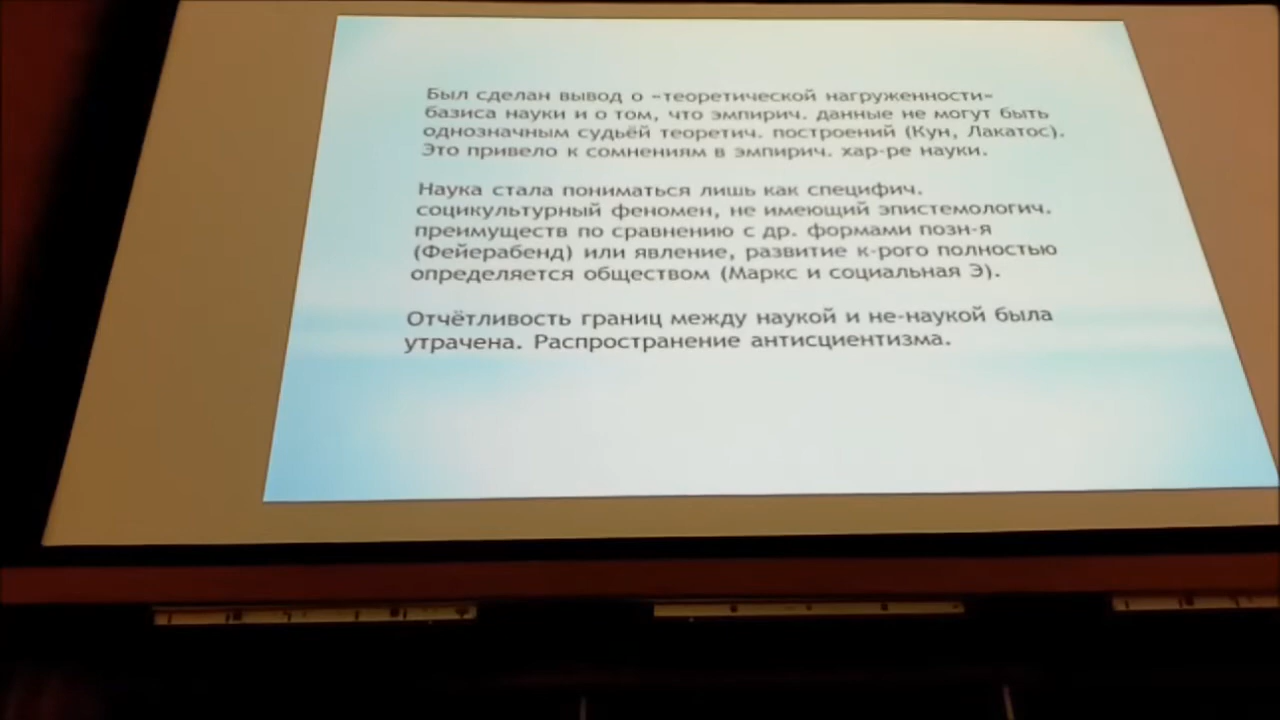 Был сделан вывод о «теоретической нагруженности»
базиса науки и о том, что эмпирич. данные не могут быть
однозначным судьёй теоретич. построений (Кун, Лакатос).
Это привело к сомнениям в эмпирич. хар-ре науки.
Наука стала пониматься лишь как специфич.
социкультурный феномен, не имеющий эпистемологич.
преимуществ по сравнению с др. формами позн-я
(Фейерабенд) или явление, развитие к-рого полностью
определяется обществом (Маркс и социальная Э).
Отчётливость границ между наукой и не-наукой была
утрачена. Распространение антисциентизма.